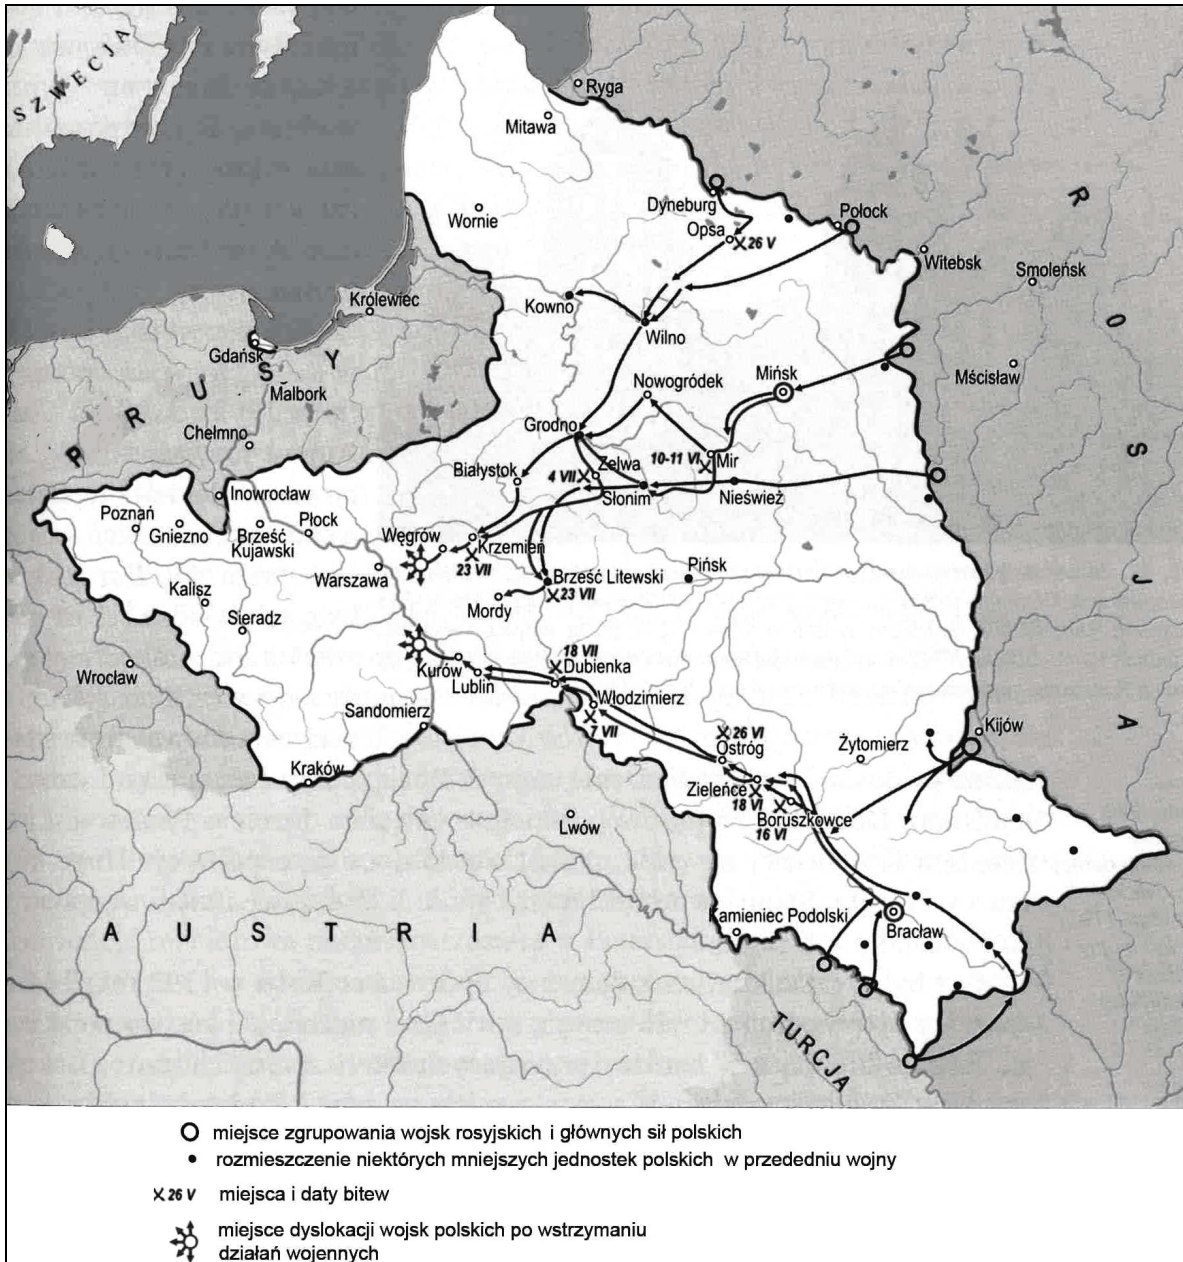 SZWECJA
Ryga
Mitawa
Dyneburg
Połock
Wornie
Opsa
26 V
Witebsk
Smoleńsk
Królewiec
Kowno
Wilno
Gdańsk
PRUSY
Malbork
Nowogródek
Mińsk
Mścisław
ROSJA
Chełmno
Grodno
10-11 VI
Mir
Białystok
4 VII
Zelwa
Słonim
Nieśwież
Inowrocław
Poznań
Gniezno
Brześć
Kujawski
Płock
Węgrów
Krzemień
23 VII
Warszawa
Brześć Litewski
23 VII
Pińsk
Kalisz
Mordy
Sieradz
Wrocław
18 VII
Dubienka
Kurów
Lublin
Włodzimierz
7 VII
Sandomierz
26 VI
Ostróg
Żytomierz
Kijów
Kraków
Zieleńce
18 VI
Boruszkowce
16 VI
Lwów
Kamieniec Podolski
Bracław
AUSTRIA
TURCJA
miejsce zgrupowania wojsk rosyjskich i głównych sił polskich
rozmieszczenie niektórych mniejszych jednostek polskich w przededniu wojny
26 V miejsca i daty bitew
miejsce dyslokacji wojsk polskich po wstrzymaniu
działań wojennych